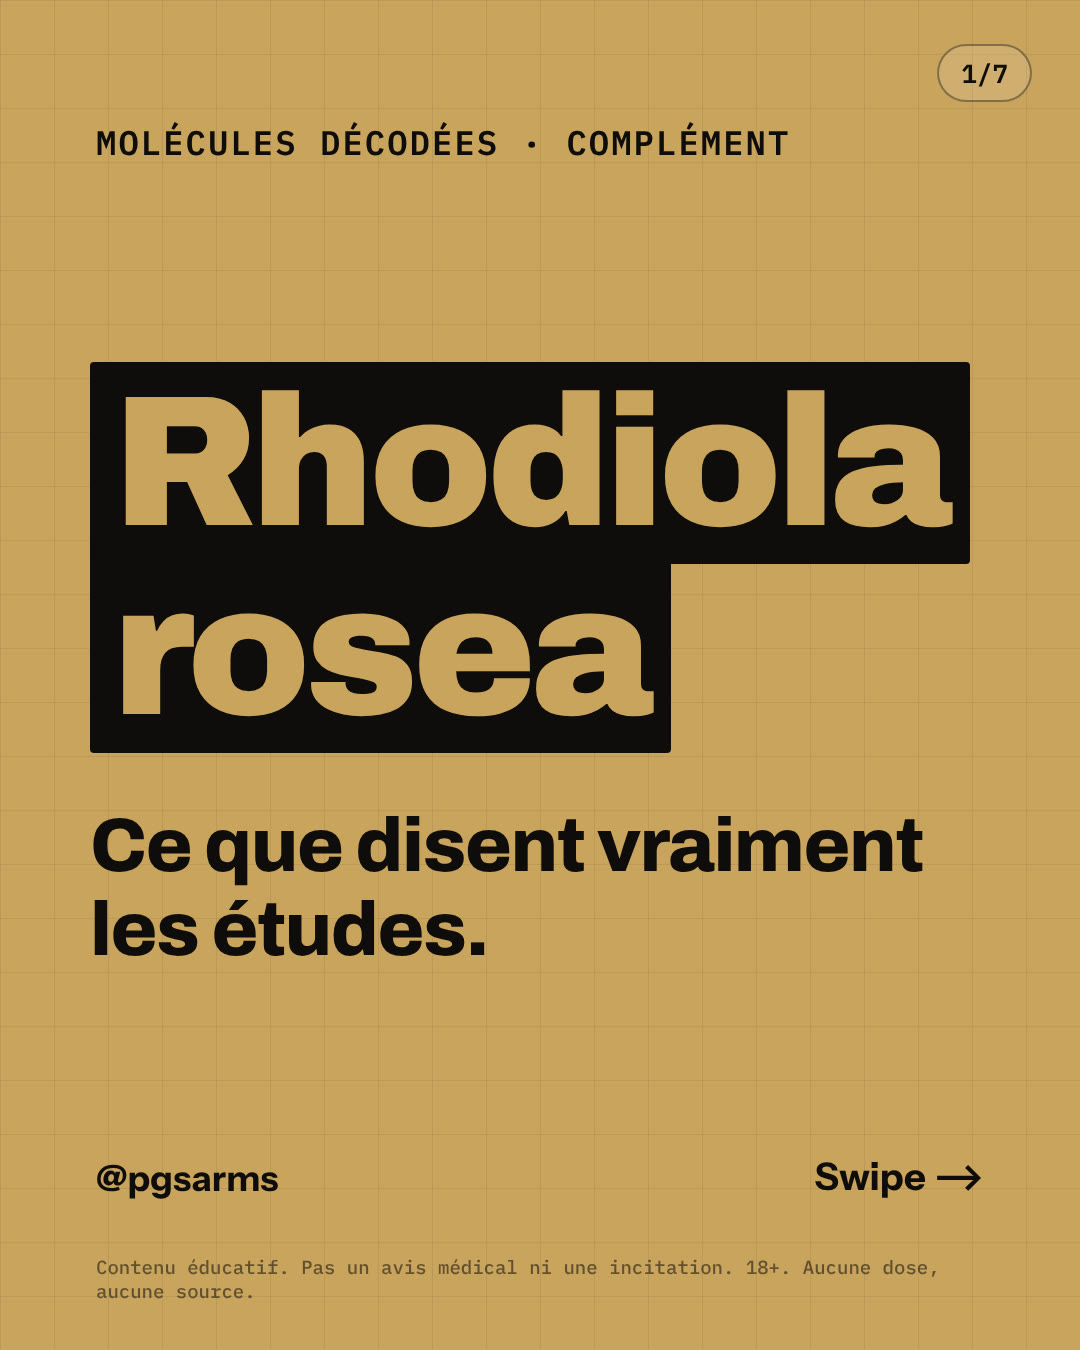 1/7
MOLÉCULES DÉCODÉES · COMPLÉMENT
Rhodiola
rosea
Ce que disent vraiment
les études.
@pgsarms
Swipe →
Contenu éducatif. Pas un avis médical ni une incitation. 18+. Aucune dose,
aucune source.